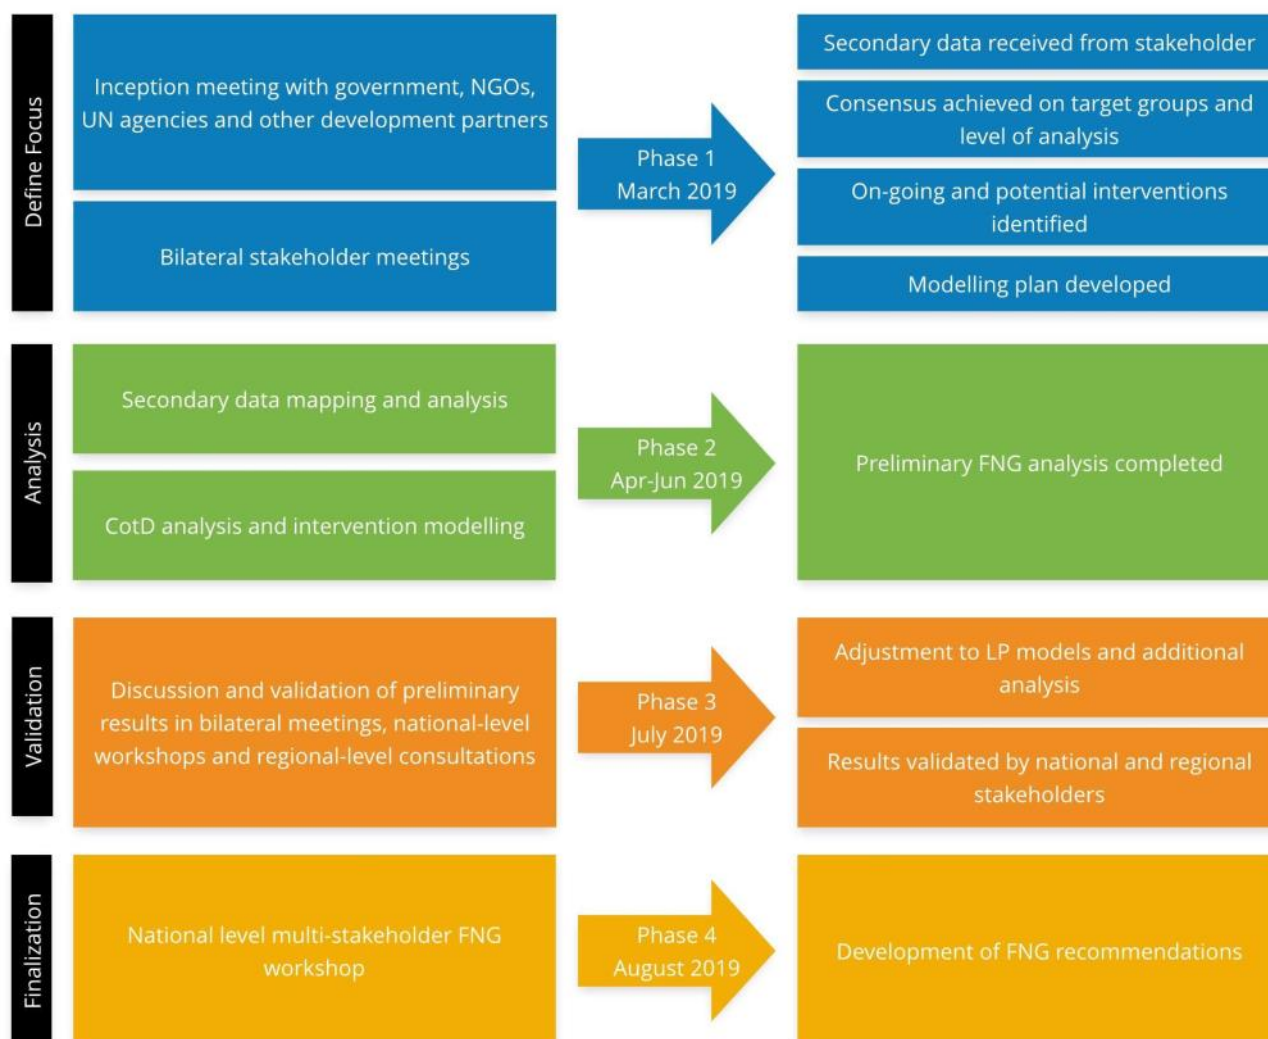 Define Focus
Inception meeting with government, NGOs,
UN agencies and other development partners
Bilateral stakeholder meetings
Phase 1
March 2019
Secondary data received from stakeholder
Consensus achieved on target groups and
level of analysis
On-going and potential interventions
identified
Modelling plan developed
Analysis
Secondary data mapping and analysis
CotD analysis and intervention modelling
Phase 2
Apr-Jun 2019
Preliminary FNG analysis completed
Validation
Discussion and validation of preliminary
results in bilateral meetings, national-level
workshops and regional-level consultations
Phase 3
July 2019
Adjustment to LP models and additional
analysis
Results validated by national and regional
stakeholders
Finalization
National level multi-stakeholder FNG
workshop
Phase 4
August 2019
Development of FNG recommendations